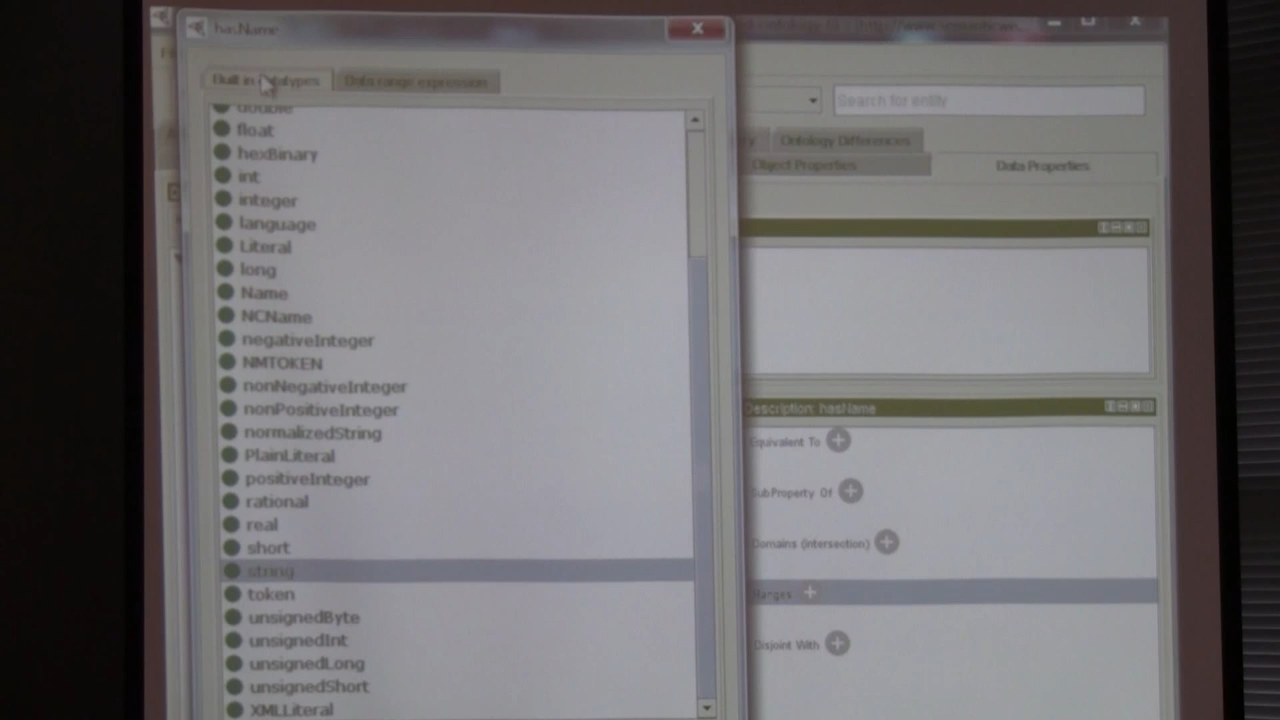 hasName
Built in datatypes
Data range expression
double
float
hexBinary
int
integer
language
Literal
long
Name
NCName
negativeInteger
NMTOKEN
nonNegativeInteger
nonPositiveInteger
normalizedString
PlainLiteral
positiveInteger
rational
real
short
string
token
unsignedByte
unsignedInt
unsignedLong
unsignedShort
XMLLiteral
Search for entity
Ontology Differences
Object Properties
Data Properties
Description: hasName
Equivalent To
SubProperty Of
Domains (intersection)
Ranges
Disjoint With